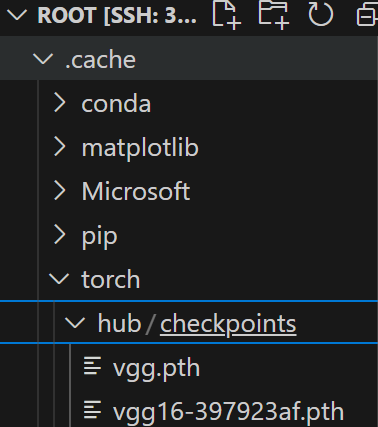 ROOT [SSH: 3...
.cache
conda
matplotlib
Microsoft
pip
torch
hub / checkpoints
vgg.pth
vgg16-397923af.pth